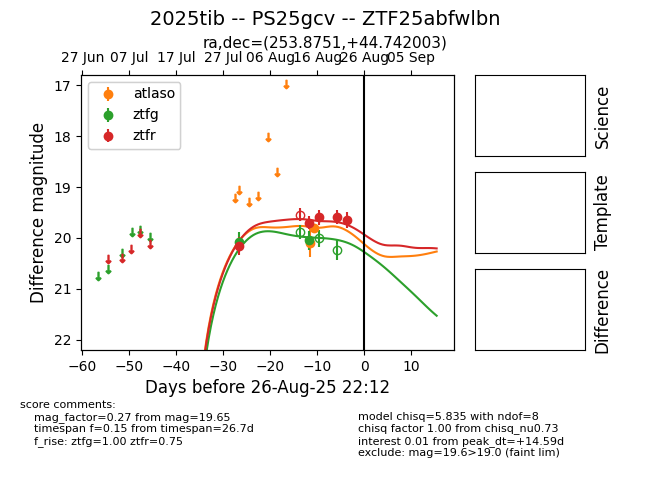 2025tib -- PS25gcv -- ZTF25abfwlbn
ra,dec=(253.8751,+44.742003)
27 Jun 07 Jul 17 Jul 27 Jul 06 Aug 16 Aug 26 Aug 05 Sep
17
18
19
20
21
22
Difference magnitude
atlaso
ztfg
ztfr
Science
Template
Difference
−60 −50 −40 −30 −20 −10 0 10
Days before 26-Aug-25 22:12
score comments:
mag_factor=0.27 from mag=19.65
timespan f=0.15 from timespan=26.7d
f_rise: ztfg=1.00 ztfr=0.75
model chisq=5.835 with ndof=8
chisq factor 1.00 from chisq_nu0.73
interest 0.01 from peak_dt=+14.59d
exclude: mag=19.6>19.0 (faint lim)